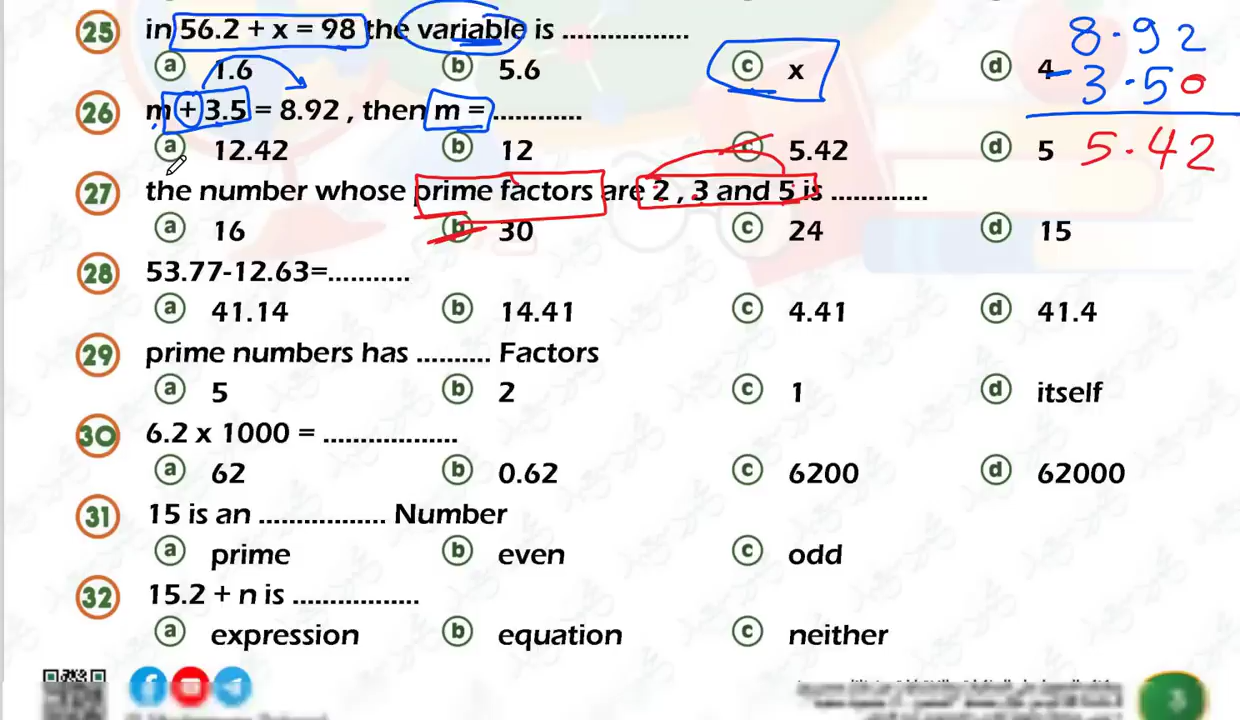 25 in 56.2 + x = 98 the variable is .................
a 1.6 b 5.6 c x d 4
8.92
3.50
5.42
26 m + 3.5 = 8.92 , then m = ............
a 12.42 b 12 c 5.42 d 5
27 the number whose prime factors are 2 , 3 and 5 is .............
a 16 b 30 c 24 d 15
28 53.77-12.63=...........
a 41.14 b 14.41 c 4.41 d 41.4
29 prime numbers has .......... Factors
a 5 b 2 c 1 d itself
30 6.2 x 1000 = ..................
a 62 b 0.62 c 6200 d 62000
31 15 is an ................. Number
a prime b even c odd
32 15.2 + n is .................
a expression b equation c neither
3